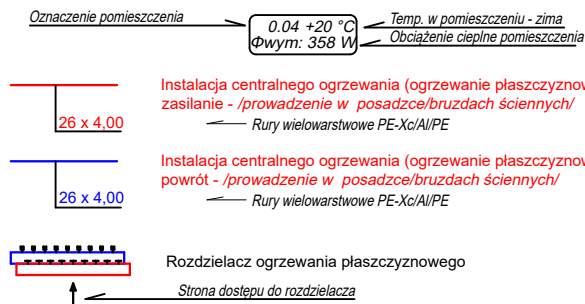 Oznaczenie pomieszczenia
0.04 +20 °C
Φwym: 358 W
Temp. w pomieszczeniu - zima
Obciążenie cieplne pomieszczenia
Instalacja centralnego ogrzewania (ogrzewanie płaszczyznow
zasilanie - /prowadzenie w posadzce/bruzdach ściennych/
26 x 4,00
Rury wielowarstwowe PE-Xc/Al/PE
Instalacja centralnego ogrzewania (ogrzewanie płaszczyznow
powrót - /prowadzenie w posadzce/bruzdach ściennych/
26 x 4,00
Rury wielowarstwowe PE-Xc/Al/PE
Rozdzielacz ogrzewania płaszczyznowego
Strona dostępu do rozdzielacza